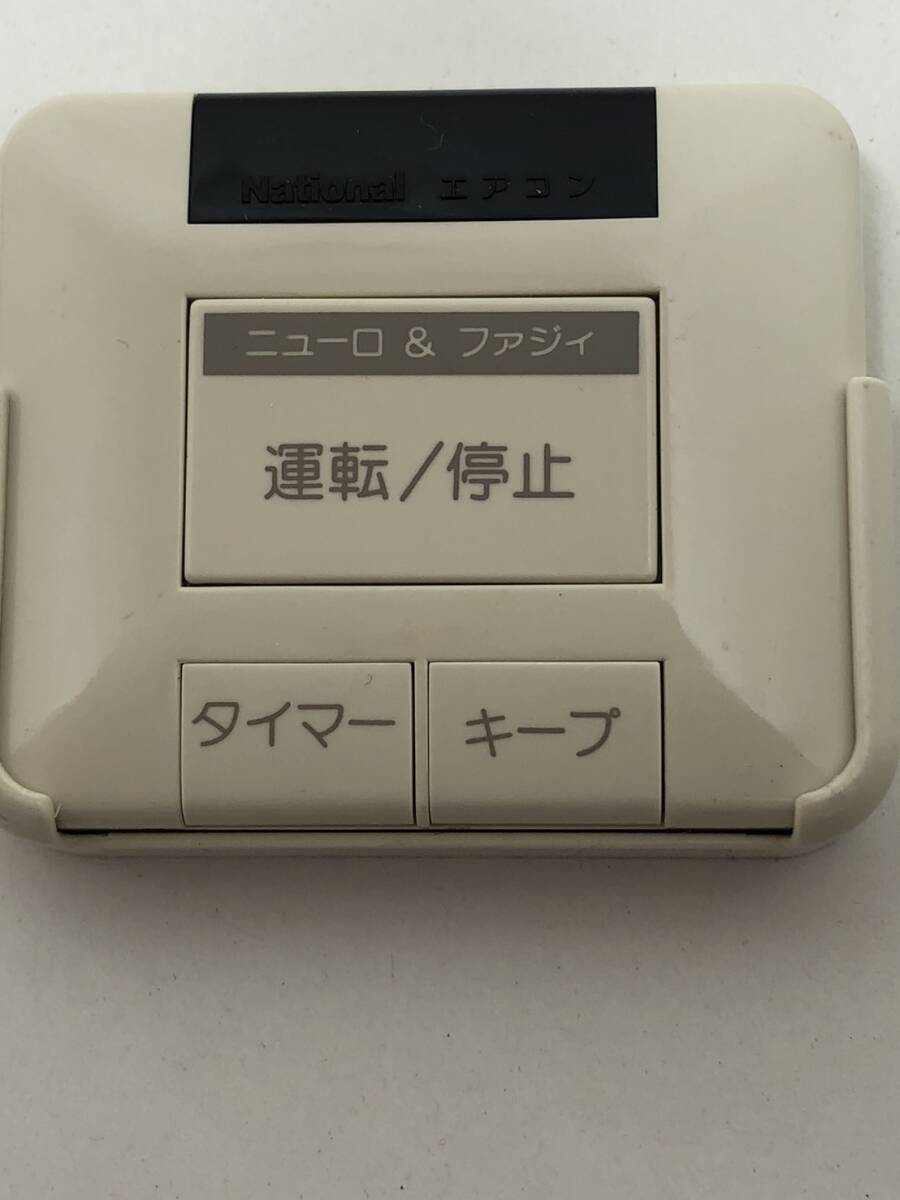 National エアコン
ニューロ & ファジィ
運転/停止
タイマー
キープ